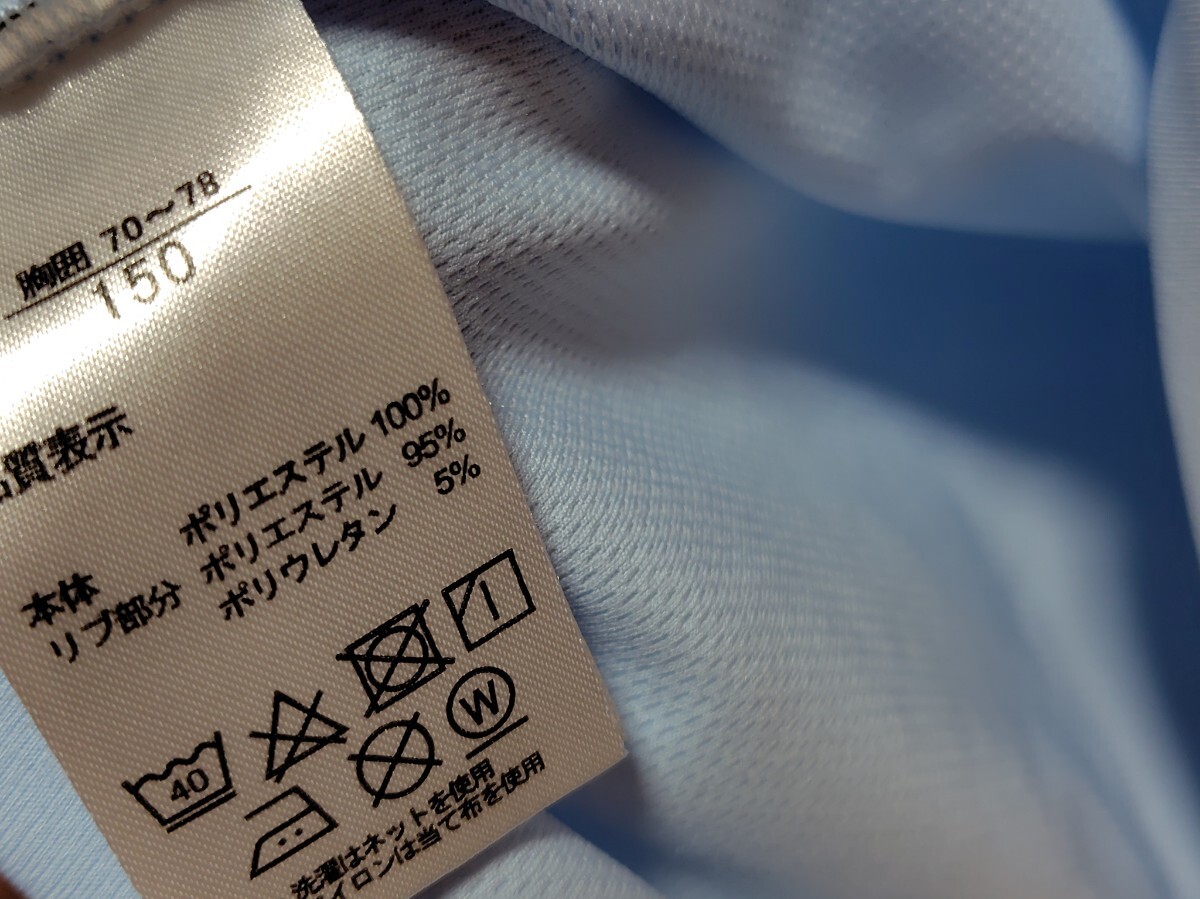 胸囲 70～78
150
品質表示
本体 ポリエステル 100%
リブ部分 ポリエステル 95%
ポリウレタン 5%
40
W
洗濯はネットを使用
アイロンは当て布を使用